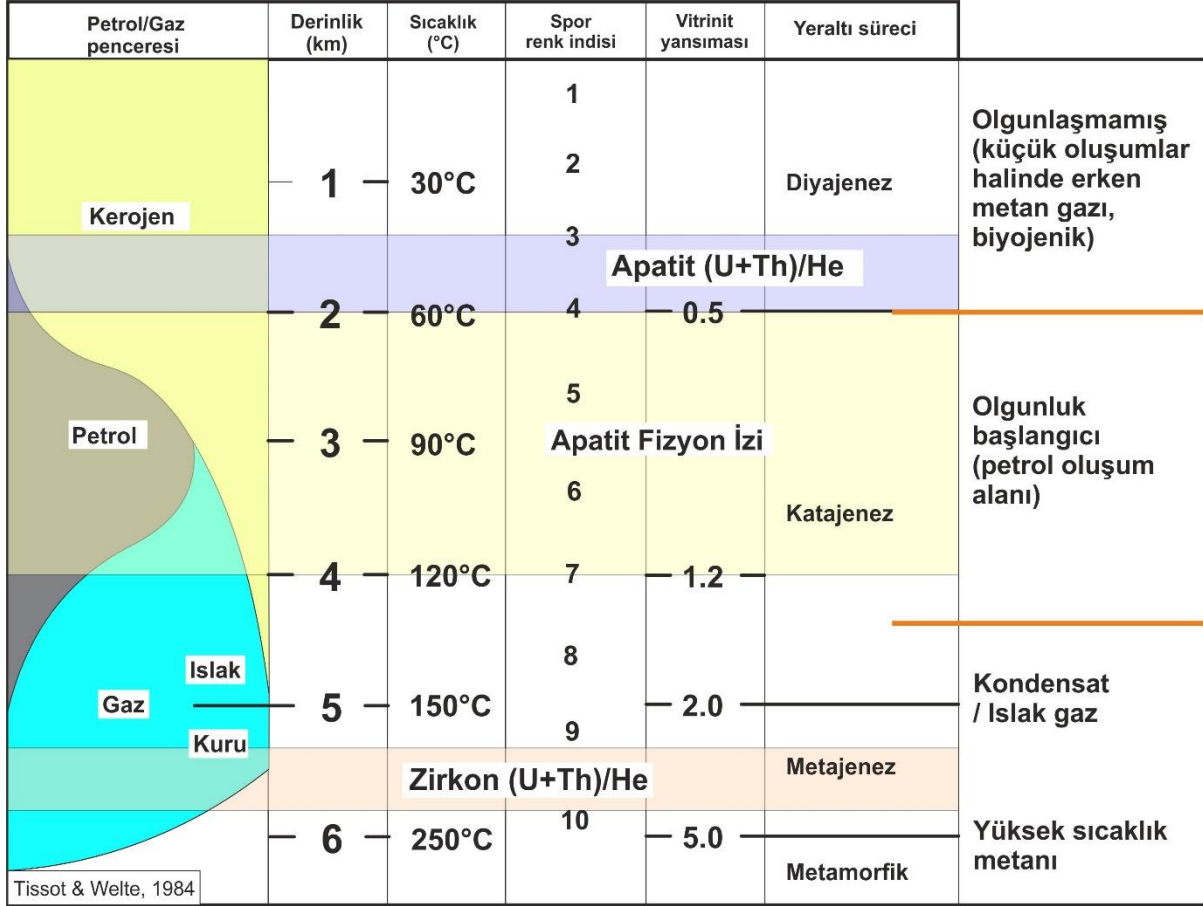 Petrol/Gaz
penceresi
Derinlik
(km)
Sıcaklık
(°C)
Spor
renk indisi
Vitrinit
yansıması
Yeraltı süreci
1
2
Olgunlaşmamış
(küçük oluşumlar
halinde erken
metan gazı,
biyojenik)
1
30°C
Diyajenez
Kerojen
3
Apatit (U+Th)/He
2
60°C
4
0.5
5
Olgunluk
başlangıcı
(petrol oluşum
alanı)
Petrol
3
90°C
Apatit Fizyon İzi
6
Katajenez
4
120°C
7
1.2
8
Islak
Gaz
5
150°C
2.0
Kondensat
/ Islak gaz
9
Kuru
Zirkon (U+Th)/He
Metajenez
10
6
250°C
5.0
Yüksek sıcaklık
metanı
Metamorfik
Tissot & Welte, 1984